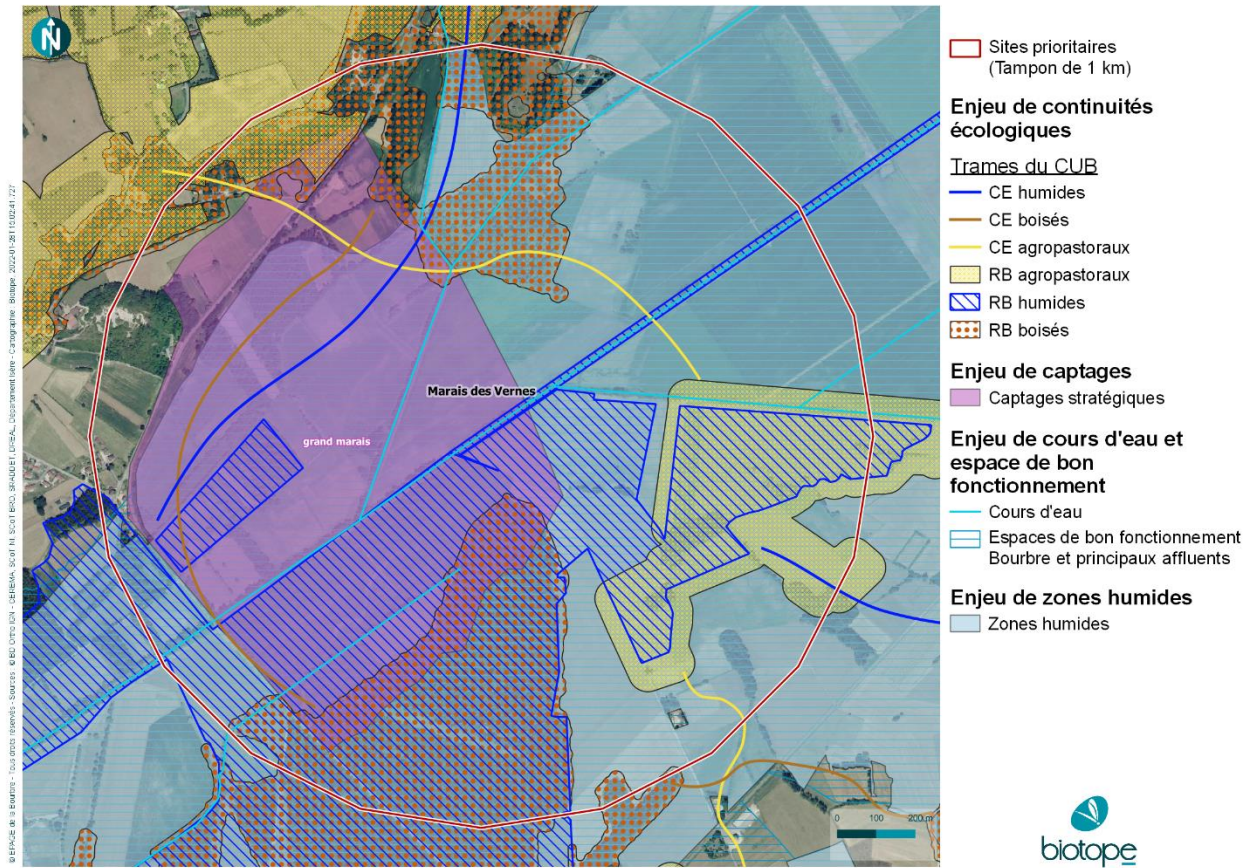 N
Marais des Vernes
grand marais
0 100 200 m
Sites prioritaires
(Tampon de 1 km)
Enjeu de continuités
écologiques
Trames du CUB
CE humides
CE boisés
CE agropastoraux
RB agropastoraux
RB humides
RB boisés
Enjeu de captages
Captages stratégiques
Enjeu de cours d'eau et
espace de bon
fonctionnement
Cours d'eau
Espaces de bon fonctionnement
Bourbre et principaux affluents
Enjeu de zones humides
Zones humides
biotope